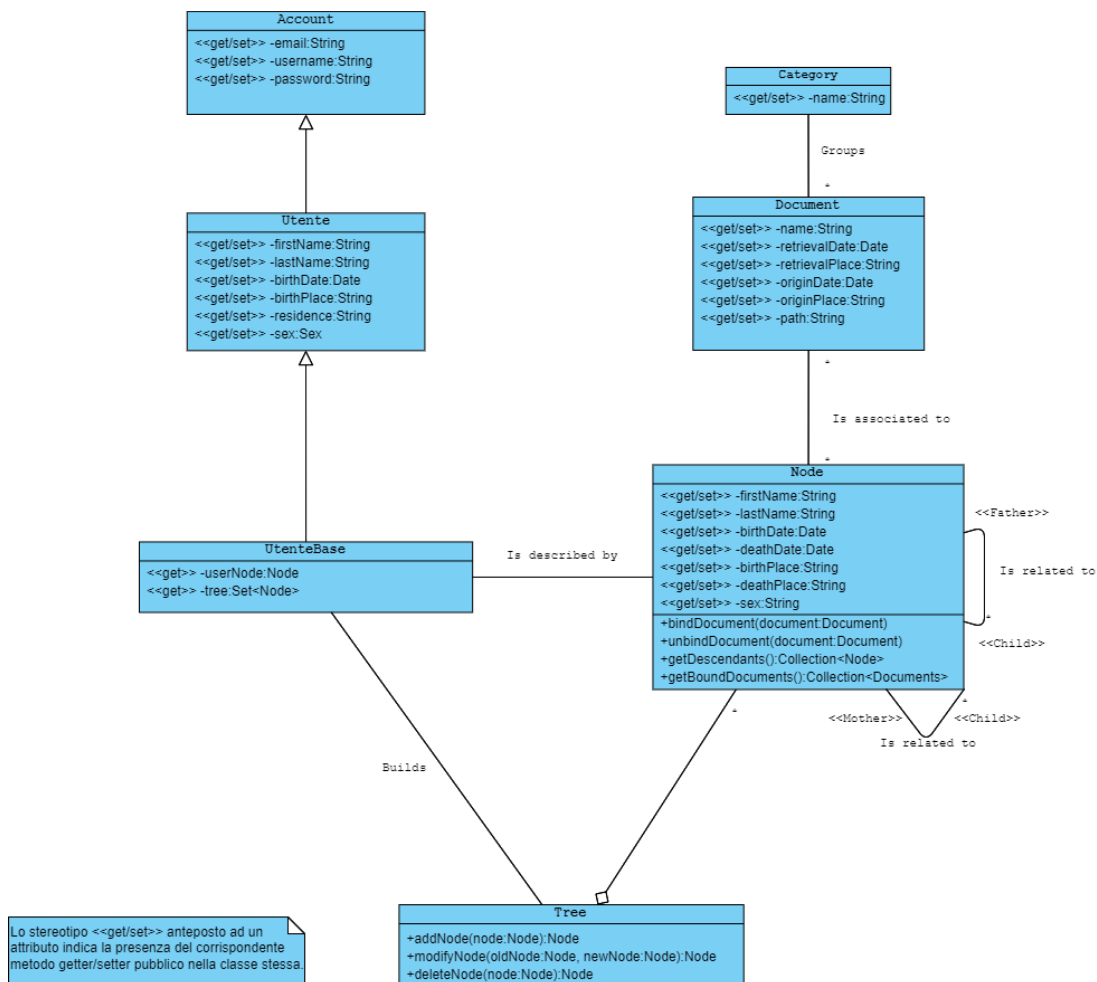 Account
<<get/set>> -email:String
<<get/set>> -username:String
<<get/set>> -password:String
Category
<<get/set>> -name:String
Groups
*
Utente
<<get/set>> -firstName:String
<<get/set>> -lastName:String
<<get/set>> -birthDate:Date
<<get/set>> -birthPlace:String
<<get/set>> -residence:String
<<get/set>> -sex:Sex
Document
<<get/set>> -name:String
<<get/set>> -retrievalDate:Date
<<get/set>> -retrievalPlace:String
<<get/set>> -originDate:Date
<<get/set>> -originPlace:String
<<get/set>> -path:String
*
Is associated to
*
UtenteBase
<<get>> -userNode:Node
<<get>> -tree:Set<Node>
Is described by
Node
<<get/set>> -firstName:String
<<get/set>> -lastName:String
<<get/set>> -birthDate:Date
<<get/set>> -deathDate:Date
<<get/set>> -birthPlace:String
<<get/set>> -deathPlace:String
<<get/set>> -sex:String
+bindDocument(document:Document)
+unbindDocument(document:Document)
+getDescendants():Collection<Node>
+getBoundDocuments():Collection<Documents>
<<Father>>
Is related to
*
<<Child>>
*
<<Mother>>
<<Child>>
Is related to
*
Builds
Tree
+addNode(node:Node):Node
+modifyNode(oldNode:Node, newNode:Node):Node
+deleteNode(node:Node):Node
Lo stereotipo <<get/set>> anteposto ad un
attributo indica la presenza del corrispondente
metodo getter/setter pubblico nella classe stessa.